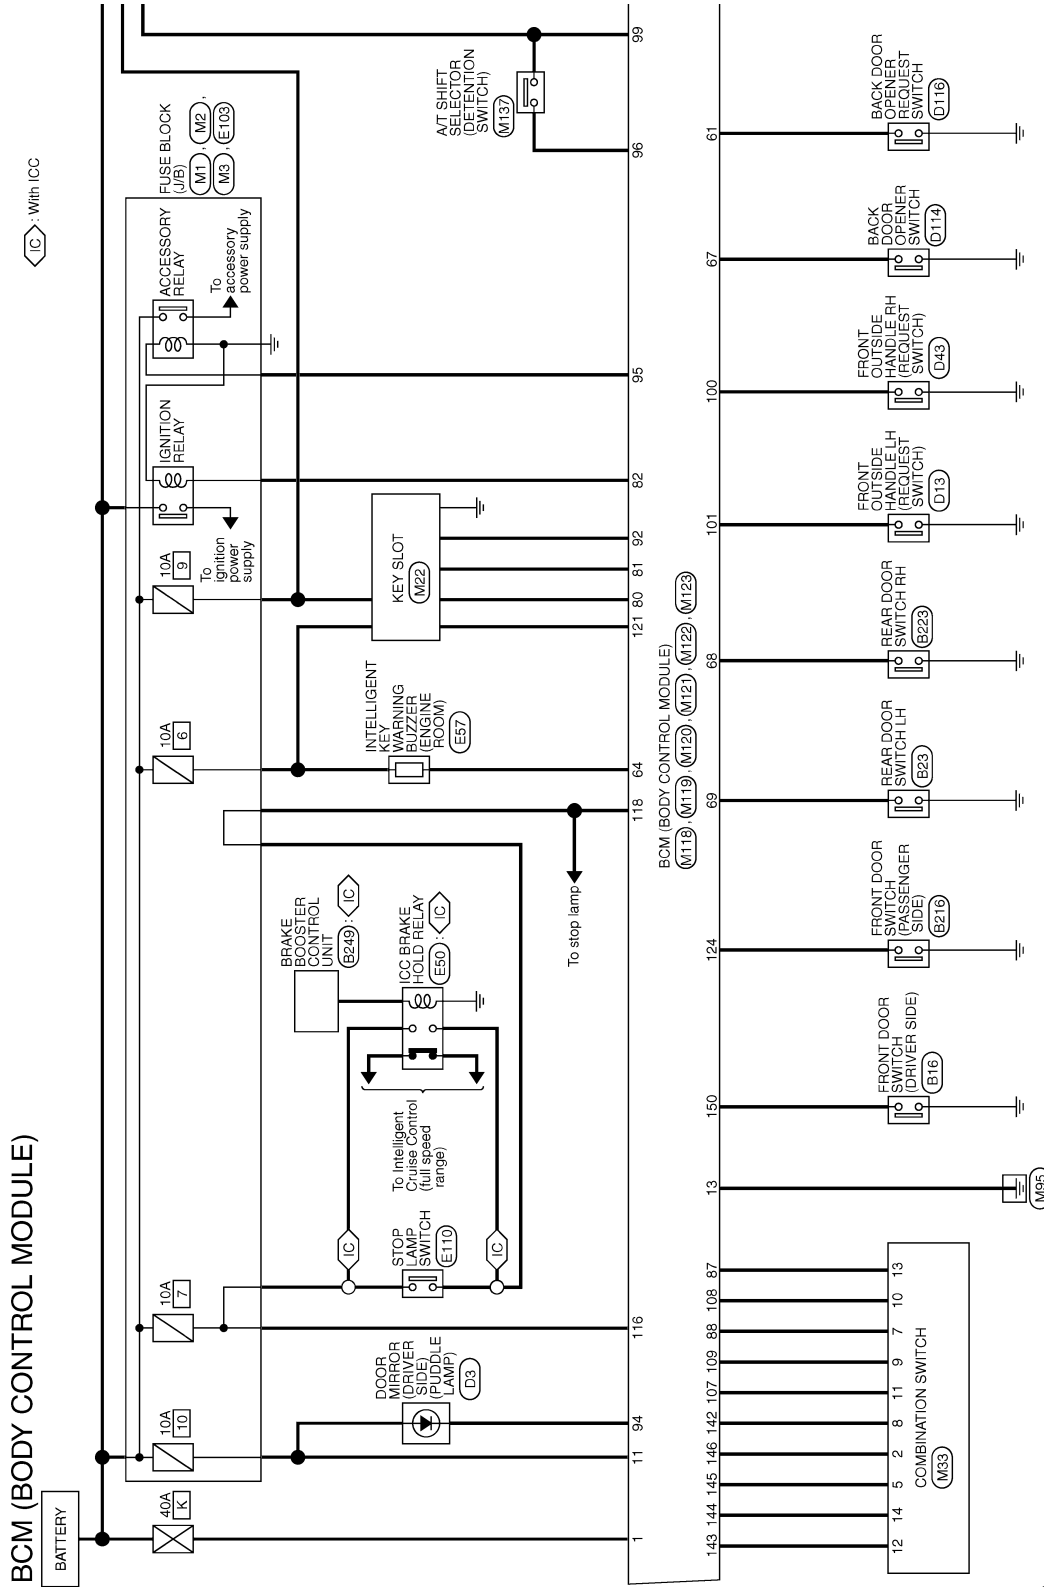 BCM (BODY CONTROL MODULE)
IC : With ICC
BATTERY
40A
K
10A
10
10A
7
10A
6
10A
9
IGNITION
RELAY
ACCESSORY
RELAY
FUSE BLOCK
(J/B)
M1 , M2 ,
M3 , E103
To
ignition
power
supply
To
accessory
power supply
DOOR
MIRROR
(DRIVER
SIDE)
(PUDDLE
LAMP)
D3
IC
IC
STOP
LAMP
SWITCH
E110
To Intelligent
Cruise Control
(full speed
range)
BRAKE
BOOSTER
CONTROL
UNIT
B249 : IC
ICC BRAKE
HOLD RELAY
E50 : IC
To stop lamp
INTELLIGENT
KEY
WARNING
BUZZER
(ENGINE
ROOM)
E57
KEY SLOT
M22
A/T SHIFT
SELECTOR
(DETENTION
SWITCH)
M137
1
11
94
116
118
64
121
80
81
92
82
95
96
99
BCM (BODY CONTROL MODULE)
M118 , M119 , M120 , M121 , M122 , M123
143
144
145
146
142
107
109
88
108
87
13
150
124
69
68
101
100
67
61
12
14
5
2
8
11
9
7
10
13
COMBINATION SWITCH
M33
M95
FRONT DOOR
SWITCH
(DRIVER SIDE)
B16
FRONT DOOR
SWITCH
(PASSENGER
SIDE)
B216
REAR DOOR
SWITCH LH
B23
REAR DOOR
SWITCH RH
B223
FRONT
OUTSIDE
HANDLE LH
(REQUEST
SWITCH)
D13
FRONT
OUTSIDE
HANDLE RH
(REQUEST
SWITCH)
D43
BACK
DOOR
OPENER
SWITCH
D114
BACK DOOR
OPENER
REQUEST
SWITCH
D116